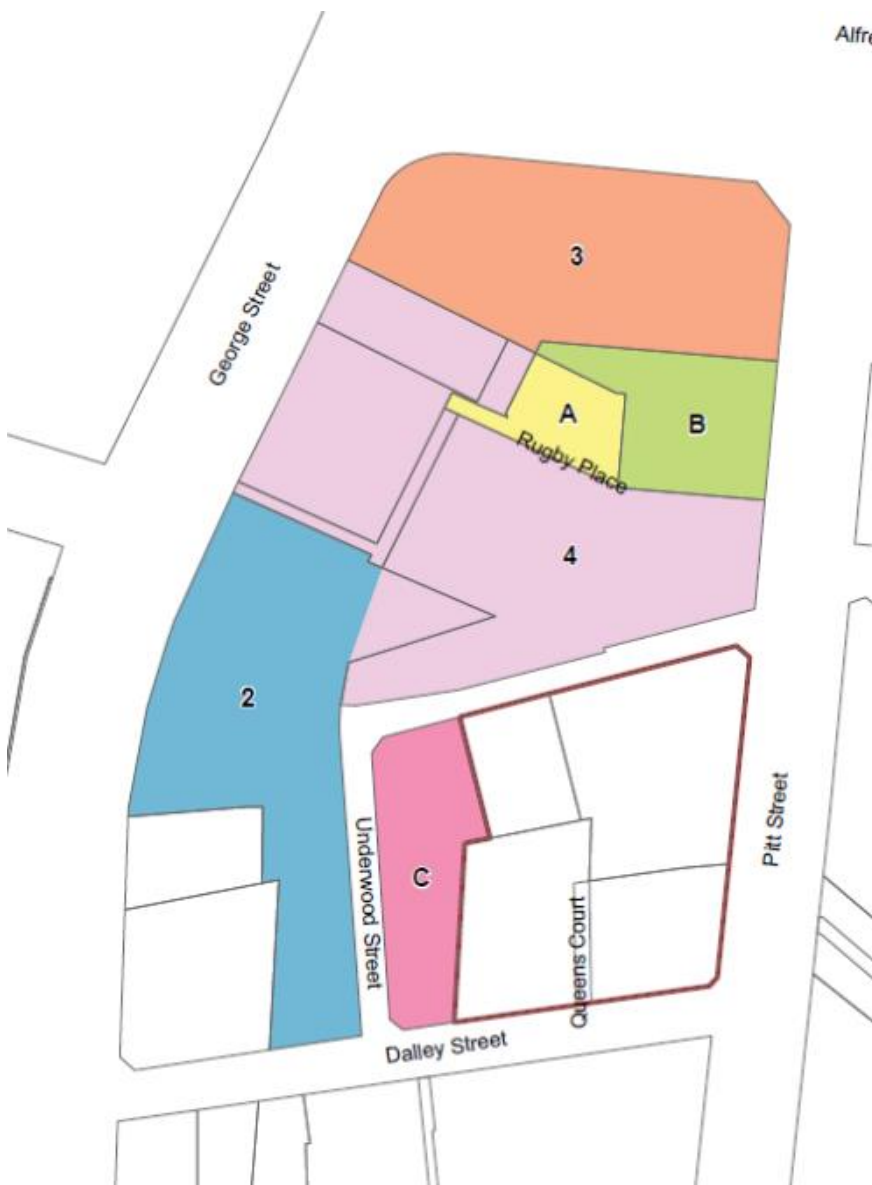 Alfre
3
George Street
A
B
Rugby Place
4
2
Pitt Street
Underwood Street
C
Queens Court
Dalley Street